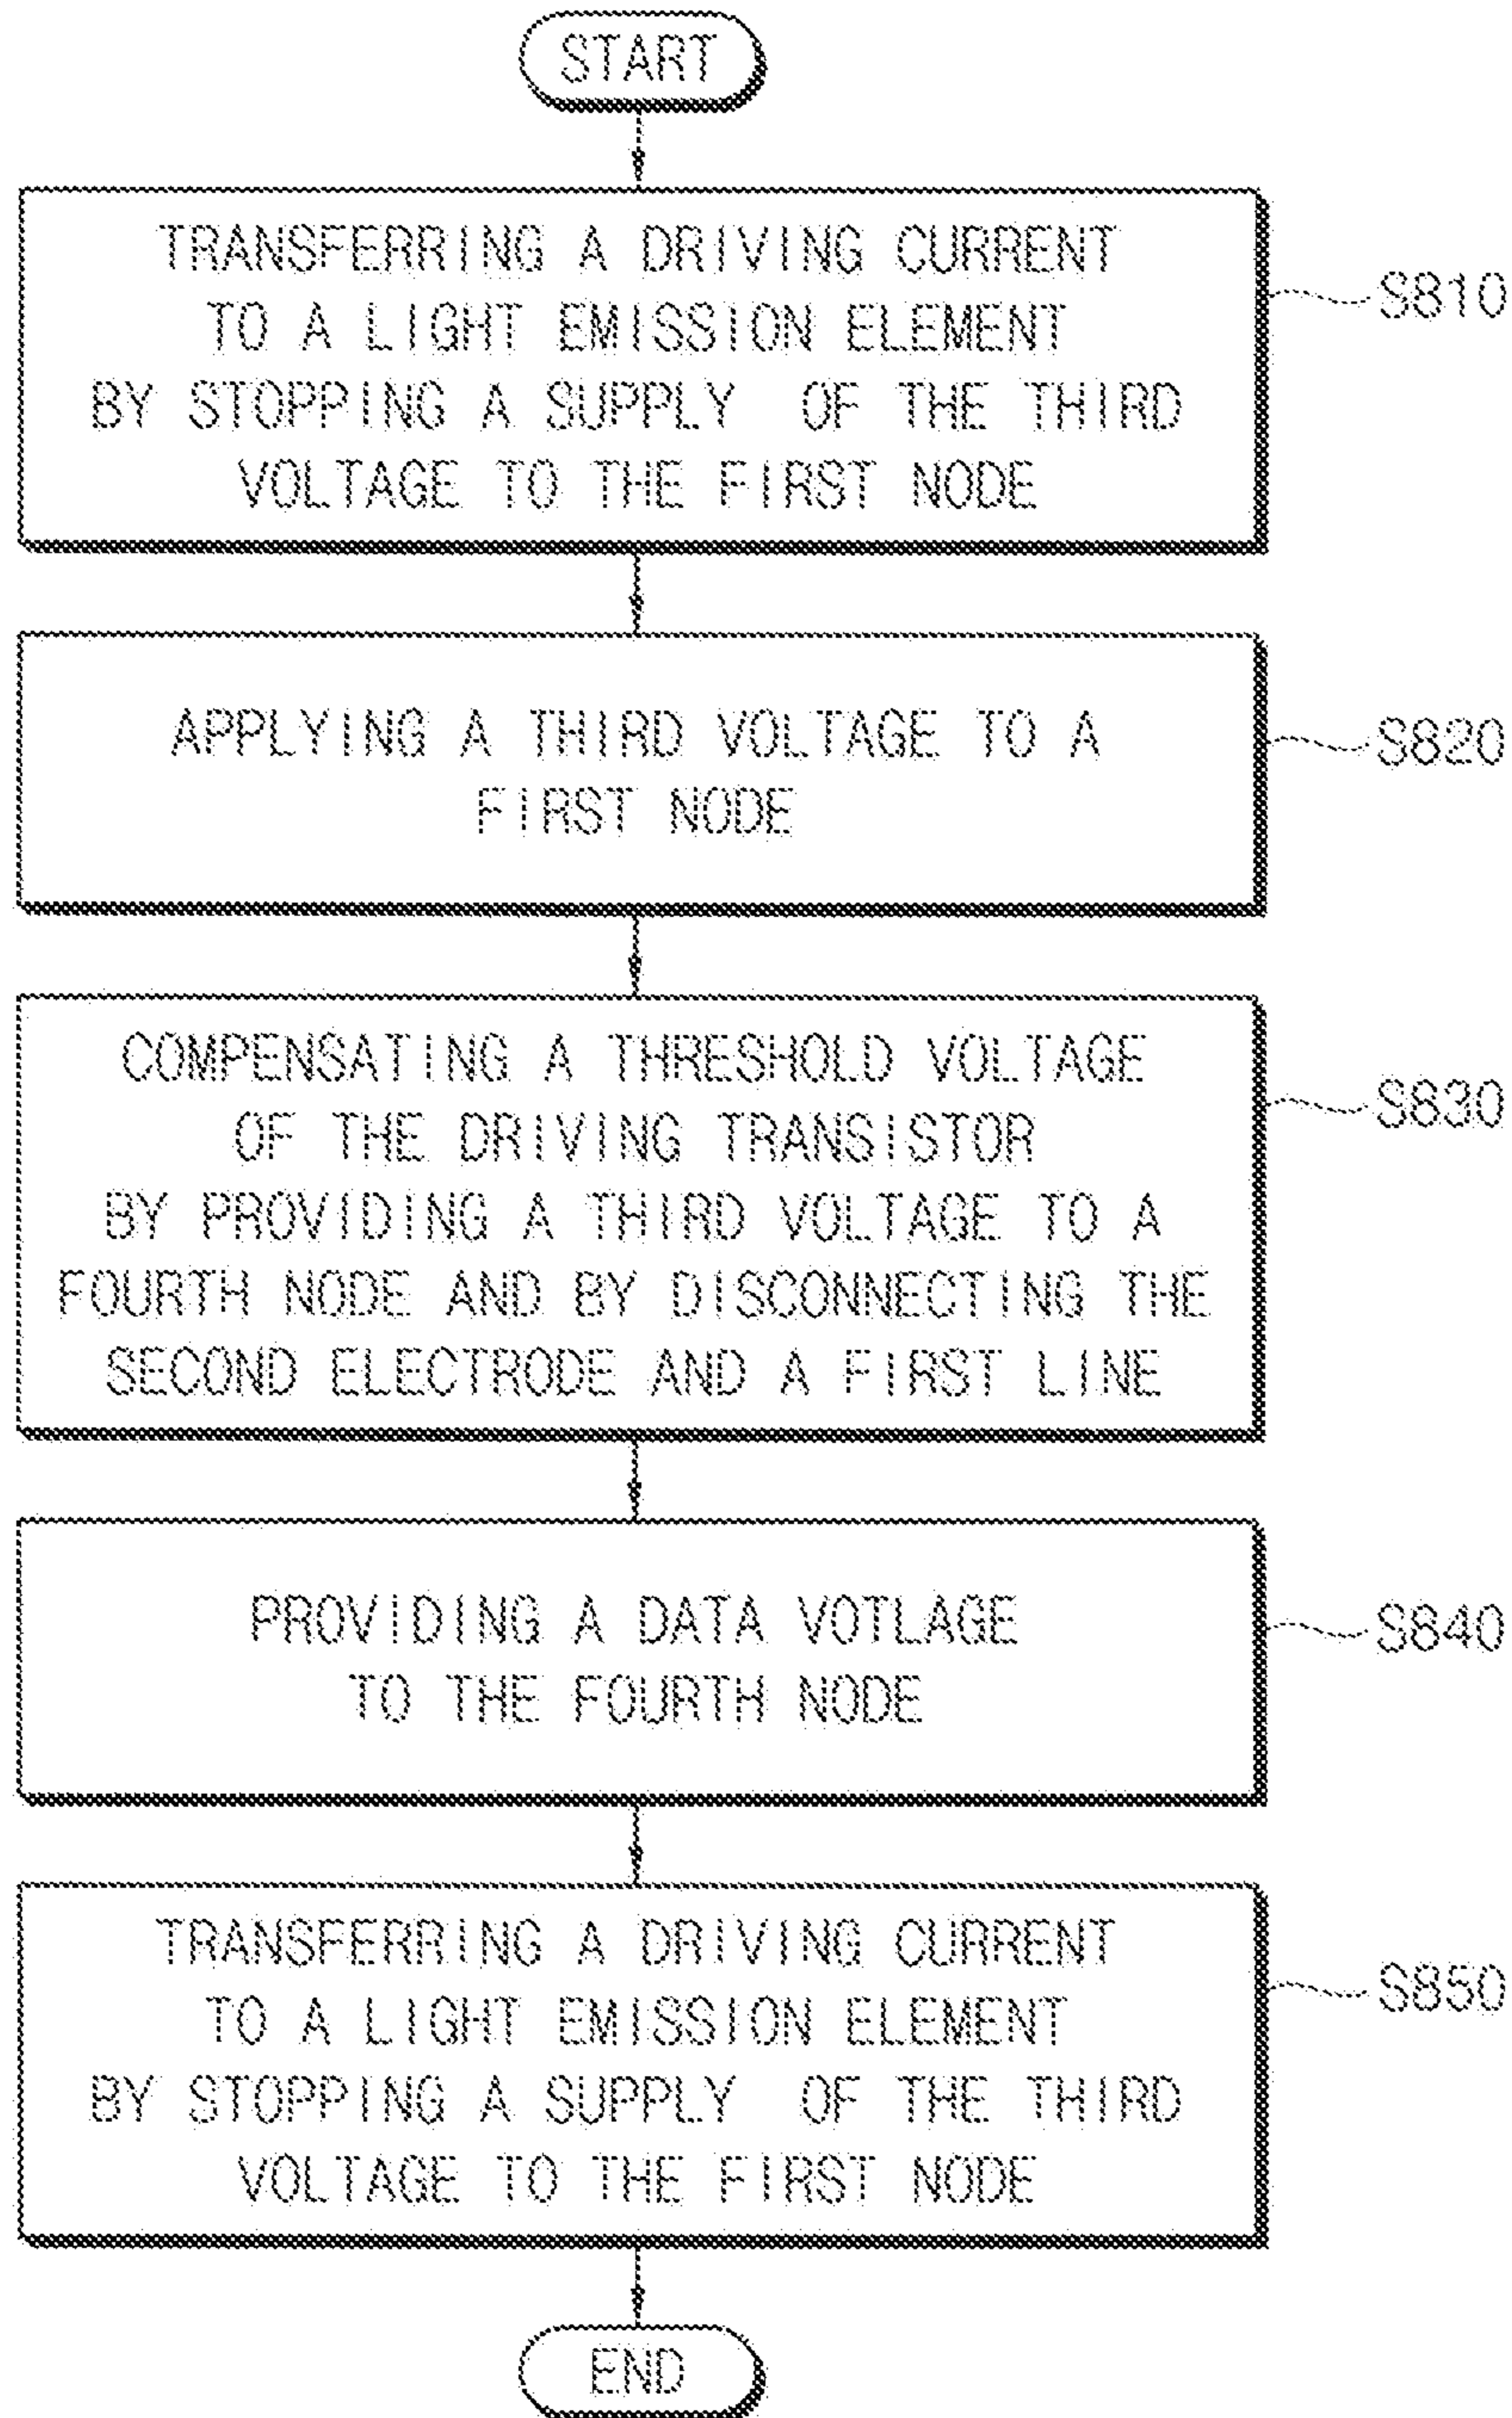 START
TRANSFERRING A DRIVING CURRENT
TO A LIGHT EMISSION ELEMENT
BY STOPPING A SUPPLY OF THE THIRD
VOLTAGE TO THE FIRST NODE
S810
APPLYING A THIRD VOLTAGE TO A
FIRST NODE
S820
COMPENSATING A THRESHOLD VOLTAGE
OF THE DRIVING TRANSISTOR
BY PROVIDING A THIRD VOLTAGE TO A
FOURTH NODE AND BY DISCONNECTING THE
SECOND ELECTRODE AND A FIRST LINE
S830
PROVIDING A DATA VOTLAGE
TO THE FOURTH NODE
S840
TRANSFERRING A DRIVING CURRENT
TO A LIGHT EMISSION ELEMENT
BY STOPPING A SUPPLY OF THE THIRD
VOLTAGE TO THE FIRST NODE
S850
END